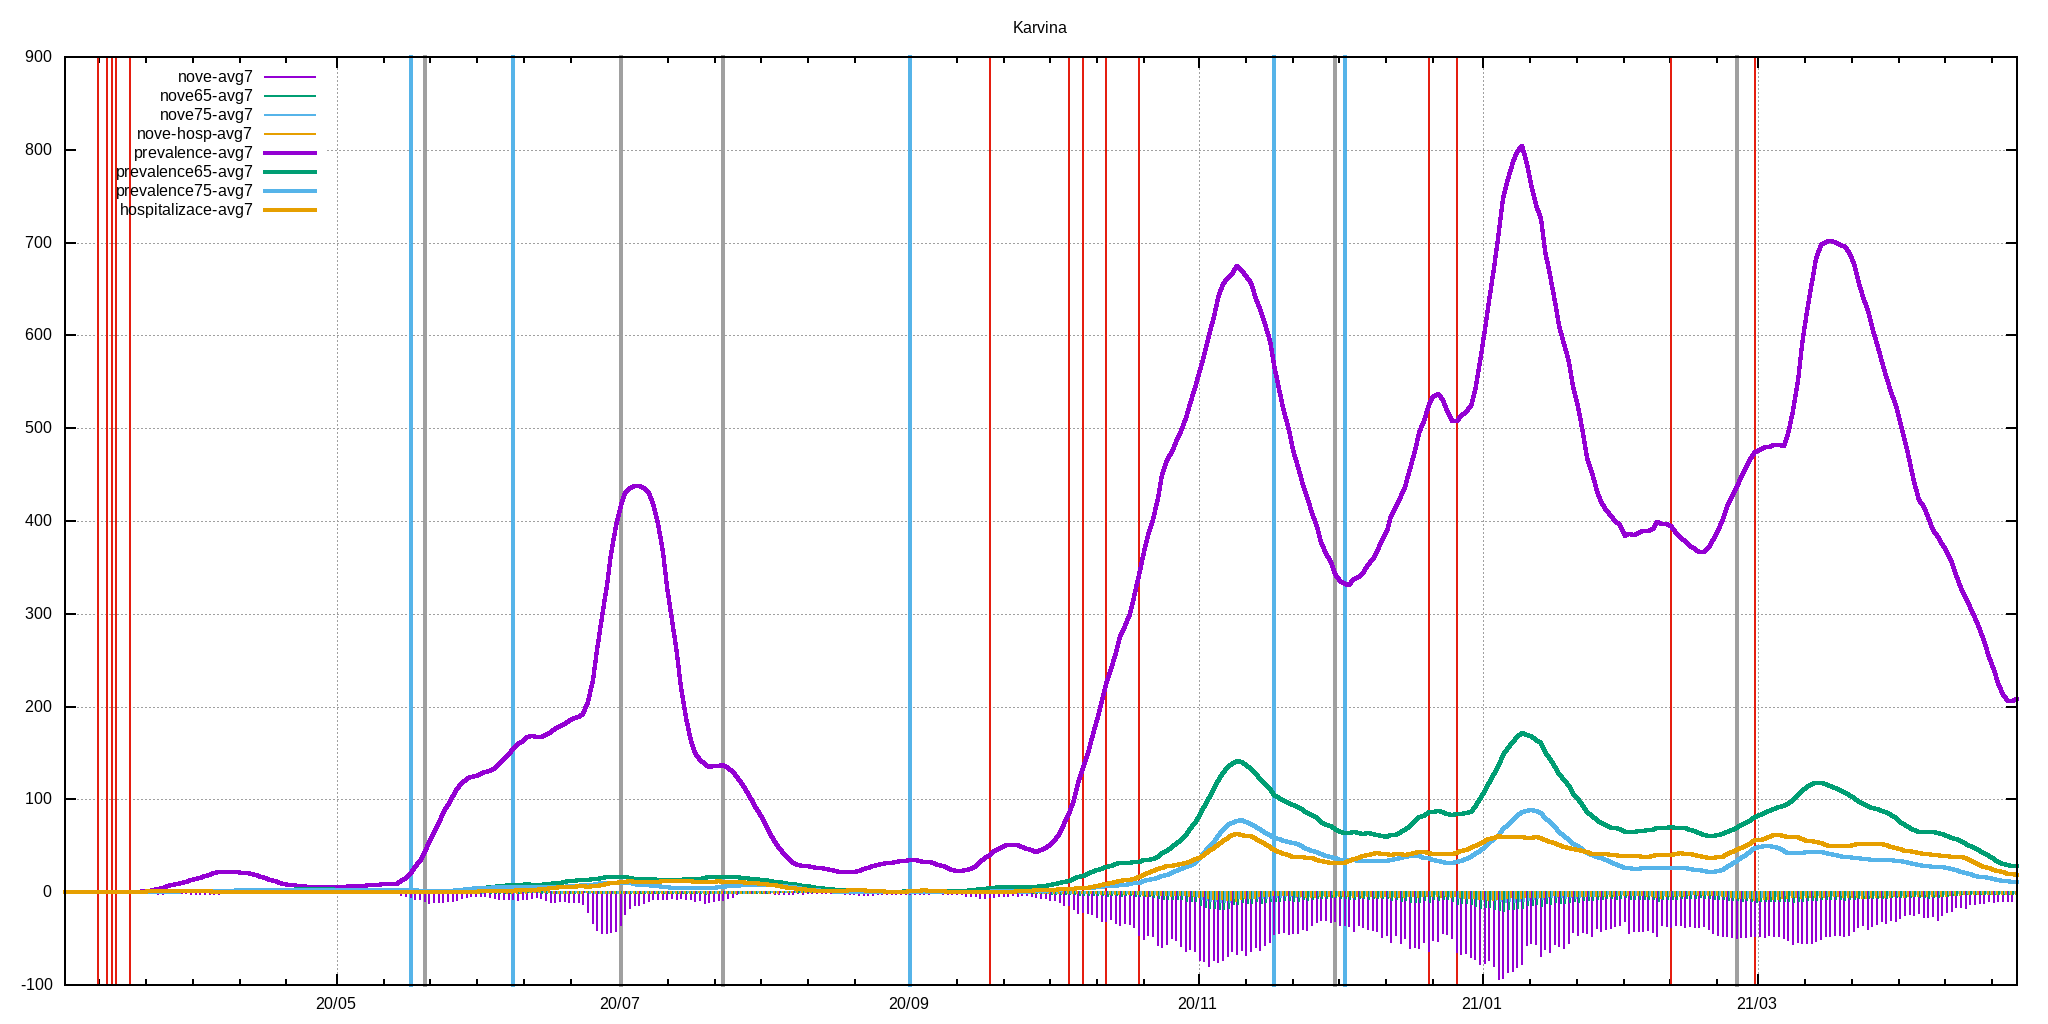 Karvina
900
800
700
600
500
400
300
200
100
0
-100
nove-avg7
nove65-avg7
nove75-avg7
nove-hosp-avg7
prevalence-avg7
prevalence65-avg7
prevalence75-avg7
hospitalizace-avg7
20/05 20/07 20/09 20/11 21/01 21/03